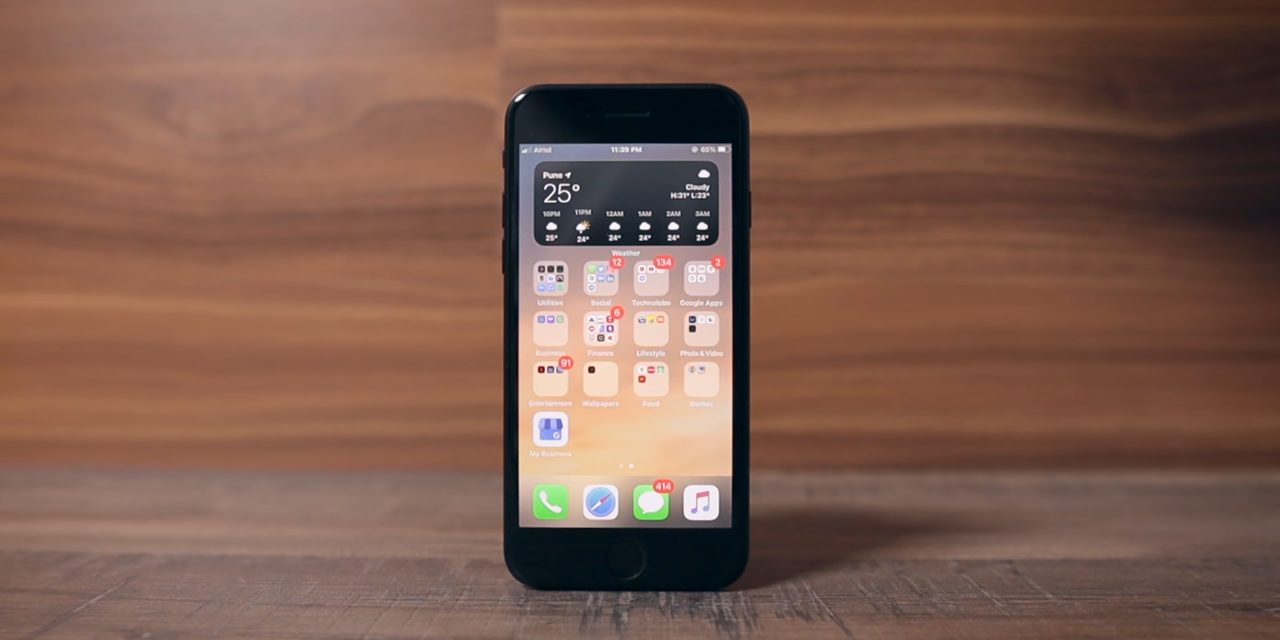 Airtel 11:39 PM 65%
Pune
25°
Cloudy
H:31° L:23°
10PM 11PM 12AM 1AM 2AM 3AM
25° 24° 24° 24° 24° 24°
Weather
12 134 2
Utilities Social Technolobe Google Apps
6
Business Finance Lifestyle Photo & Video
91
Entertainment Wallpapers Food Games
G
My Business
414